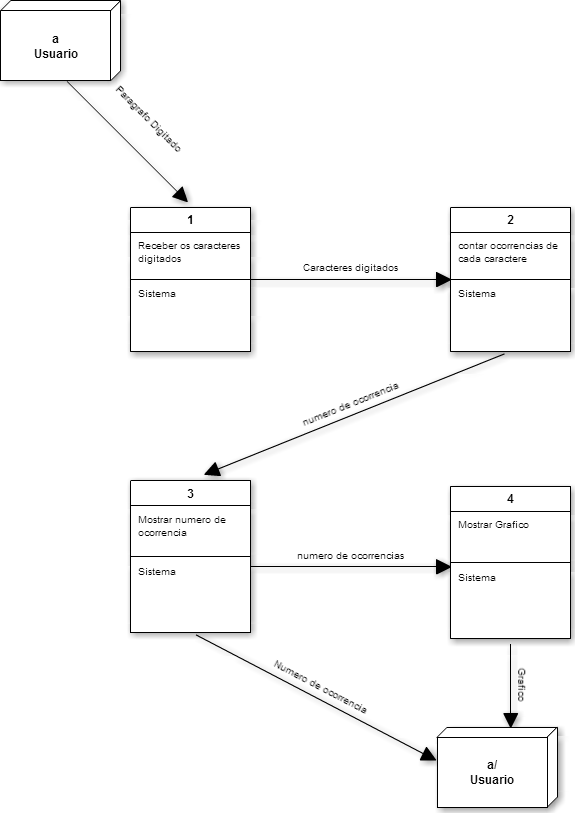 a
Usuario
Paragrafo Digitado
1
Receber os caracteres
digitados
Sistema
Caracteres digitados
2
contar ocorrencias de
cada caractere
Sistema
numero de ocorrencia
3
Mostrar numero de
ocorrencia
Sistema
numero de ocorrencias
4
Mostrar Grafico
Sistema
Numero de ocorrencia
Grafico
a/
Usuario